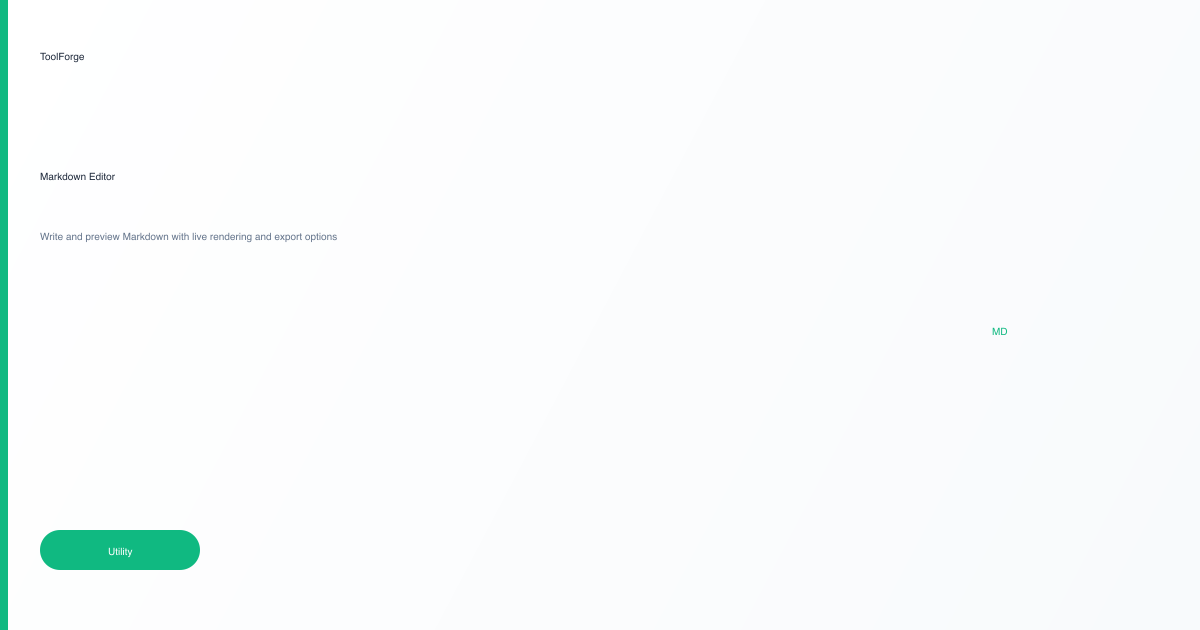 ToolForge
Markdown Editor
Write and preview Markdown with live rendering and export options
MD
Utility